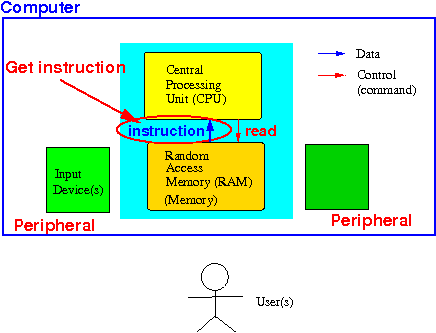 Computer
Get instruction
Central
Processing
Unit (CPU)
Data
Control
(command)
instruction
read
Input
Device(s)
Random
Access
Memory (RAM)
(Memory)
Peripheral
Peripheral
User(s)